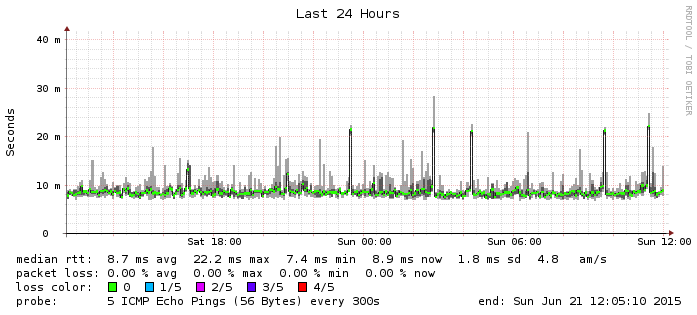 Last 24 Hours
RRDTOOL / TOBI OETIKER
Seconds
40 m
30 m
20 m
10 m
0
Sat 18:00 Sun 00:00 Sun 06:00 Sun 12:00
median rtt: 8.7 ms avg 22.2 ms max 7.4 ms min 8.9 ms now 1.8 ms sd 4.8 am/s
packet loss: 0.00 % avg 0.00 % max 0.00 % min 0.00 % now
loss color: 0 1/5 2/5 3/5 4/5
probe: 5 ICMP Echo Pings (56 Bytes) every 300s end: Sun Jun 21 12:05:10 2015